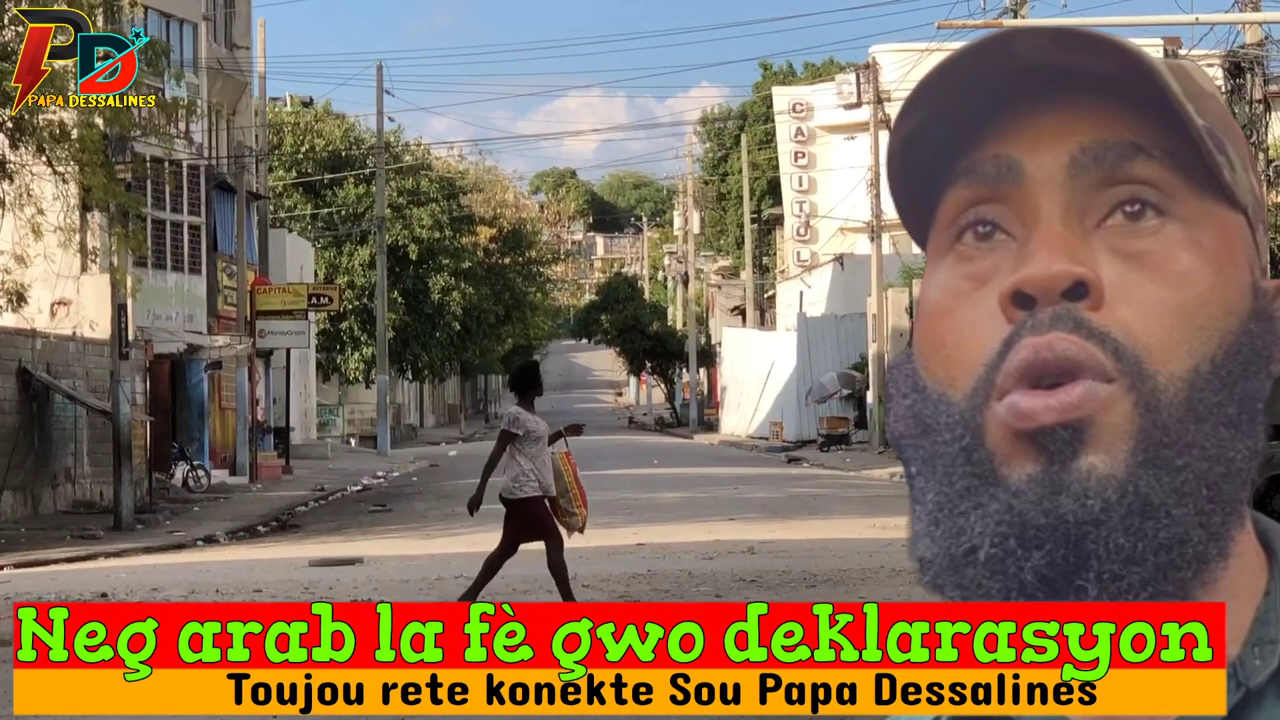 PD
PAPA DESSALINES
CAPITOL
CAPITAL
MoneyGram
Neg arab la fè gwo deklarasyon
Toujou rete konekte Sou Papa Dessalines